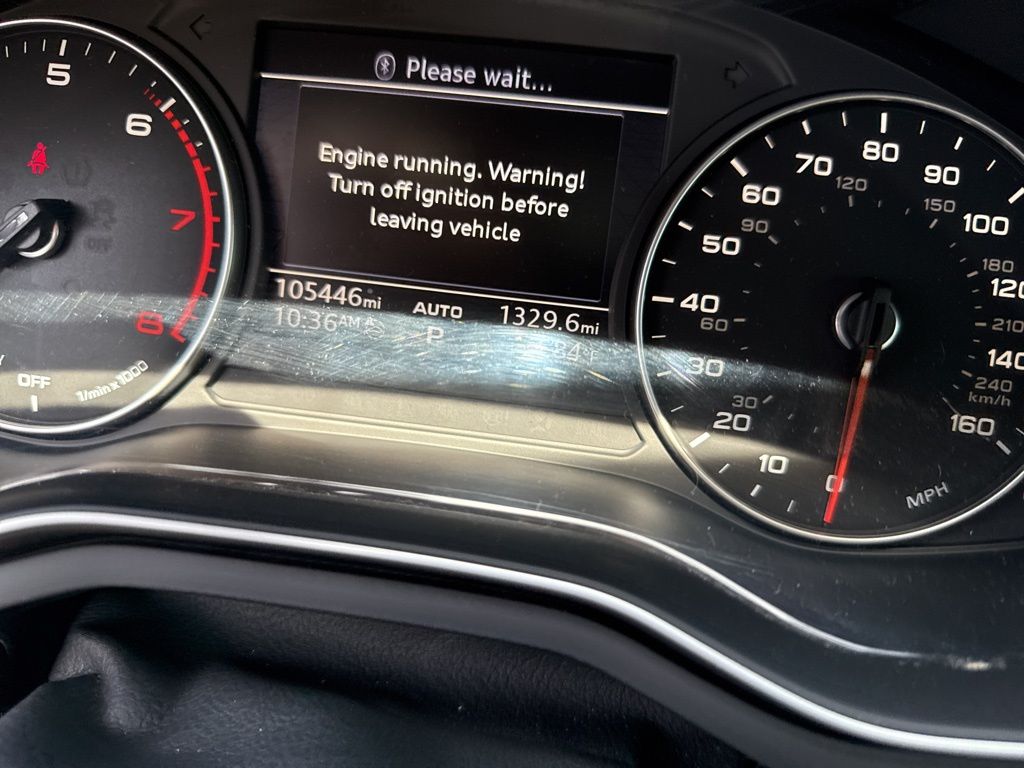 Please wait...
Engine running. Warning!
Turn off ignition before
leaving vehicle
105446mi AUTO 1329.6mi
10:36AM P
5
6
7
8
OFF
OFF
1/min x 1000
0
10
20
30
40
50
60
70
80
90
100
120
140
160
MPH
30
60
90
120
150
180
210
240
km/h